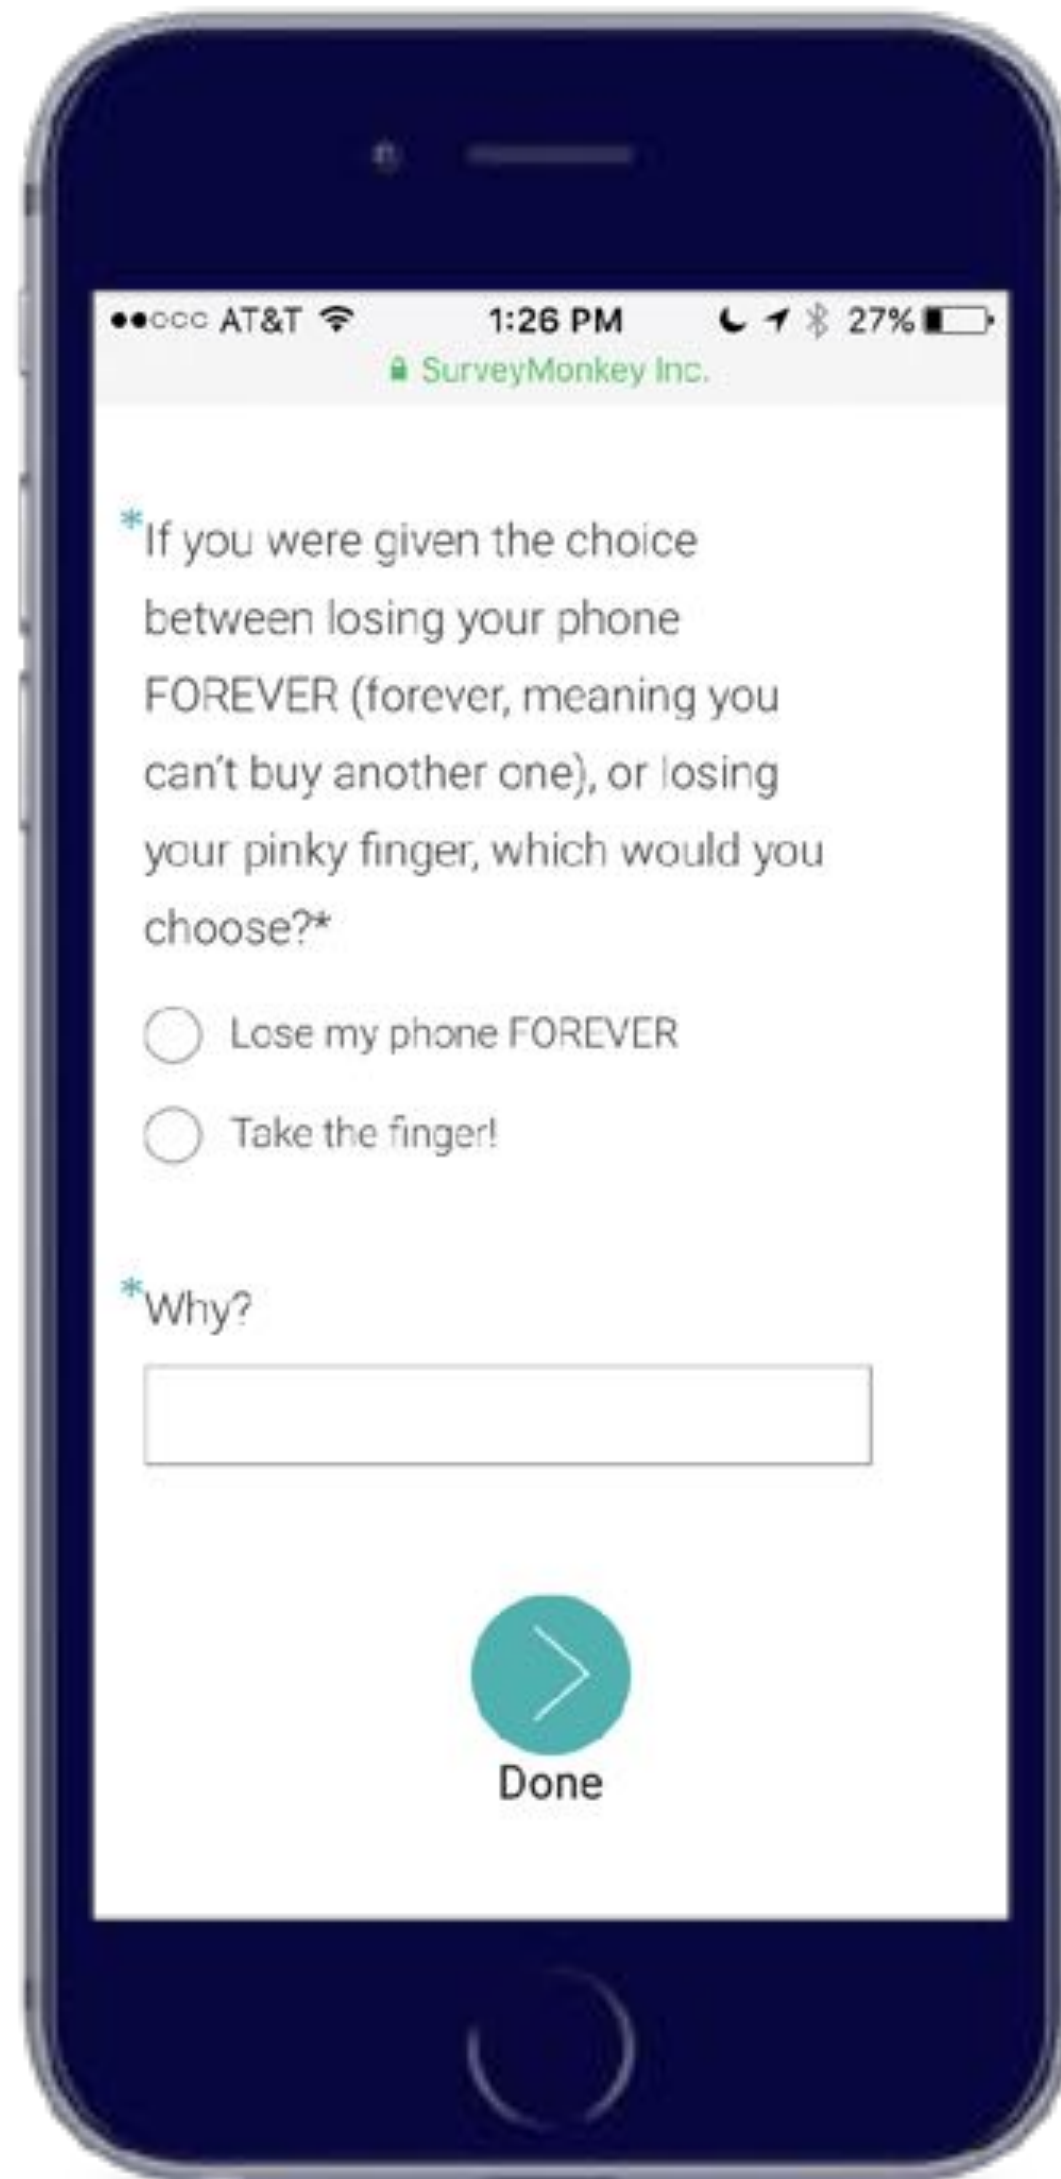 AT&T 1:26 PM 27%
SurveyMonkey Inc.
*If you were given the choice
between losing your phone
FOREVER (forever, meaning you
can't buy another one), or losing
your pinky finger, which would you
choose?*
Lose my phone FOREVER
Take the finger!
*Why?
Done